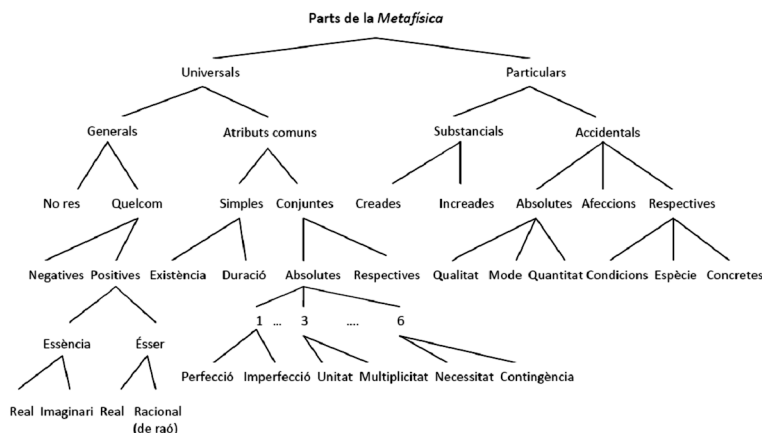 Parts de la Metafísica
Universals Particulars
Generals Atributs comuns Substancials Accidentals
No res Quelcom Simples Conjuntes Creades Increades Absolutes Afeccions Respectives
Negatives Positives Existència Duració Absolutes Respectives Qualitat Mode Quantitat Condicions Espècie Concretes
1 ... 3 .... 6
Essència Ésser
Perfecció Imperfecció Unitat Multiplicitat Necessitat Contingència
Real Imaginari Real Racional
(de raó)